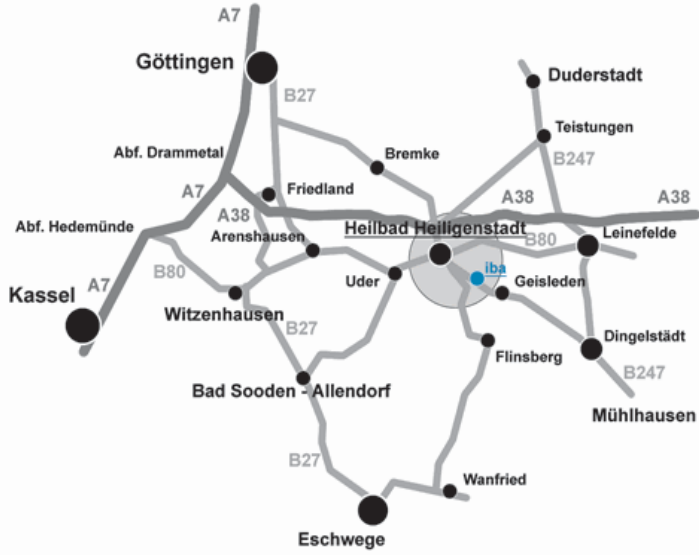 A7
Göttingen
B27
Duderstadt
Teistungen
B247
Abf. Drammetal
Bremke
A7
Friedland
A38
A38
A38
Abf. Hedemünde
Arenshausen
Heilbad Heiligenstadt
B80
Leinefelde
B80
iba
Uder
Geisleden
Kassel
A7
Witzenhausen
B27
Flinsberg
Dingelstädt
B247
Bad Sooden - Allendorf
Mühlhausen
B27
Wanfried
Eschwege